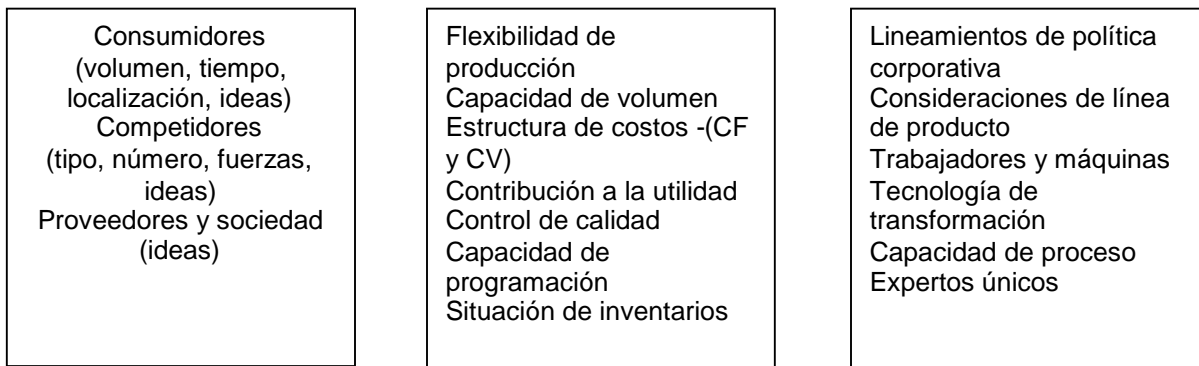 Consumidores
(volumen, tiempo,
localización, ideas)
Competidores
(tipo, número, fuerzas,
ideas)
Proveedores y sociedad
(ideas)
Flexibilidad de
producción
Capacidad de volumen
Estructura de costos -(CF
y CV)
Contribución a la utilidad
Control de calidad
Capacidad de
programación
Situación de inventarios
Lineamientos de política
corporativa
Consideraciones de línea
de producto
Trabajadores y máquinas
Tecnología de
transformación
Capacidad de proceso
Expertos únicos